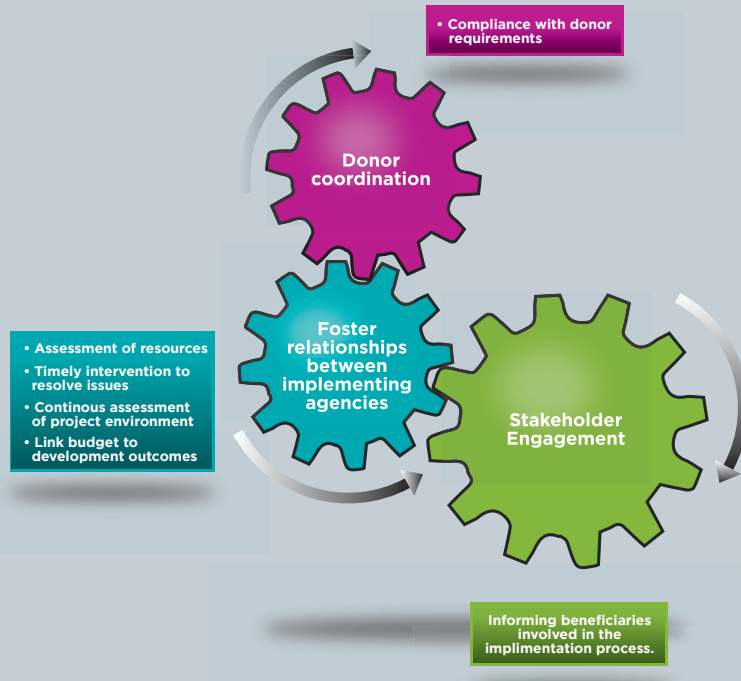 • Compliance with donor
requirements
Donor
coordination
Foster
relationships
between
implementing
agencies
• Assessment of resources
• Timely intervention to
resolve issues
• Continous assessment
of project environment
• Link budget to
development outcomes
Stakeholder
Engagement
Informing beneficiaries
involved in the
implimentation process.